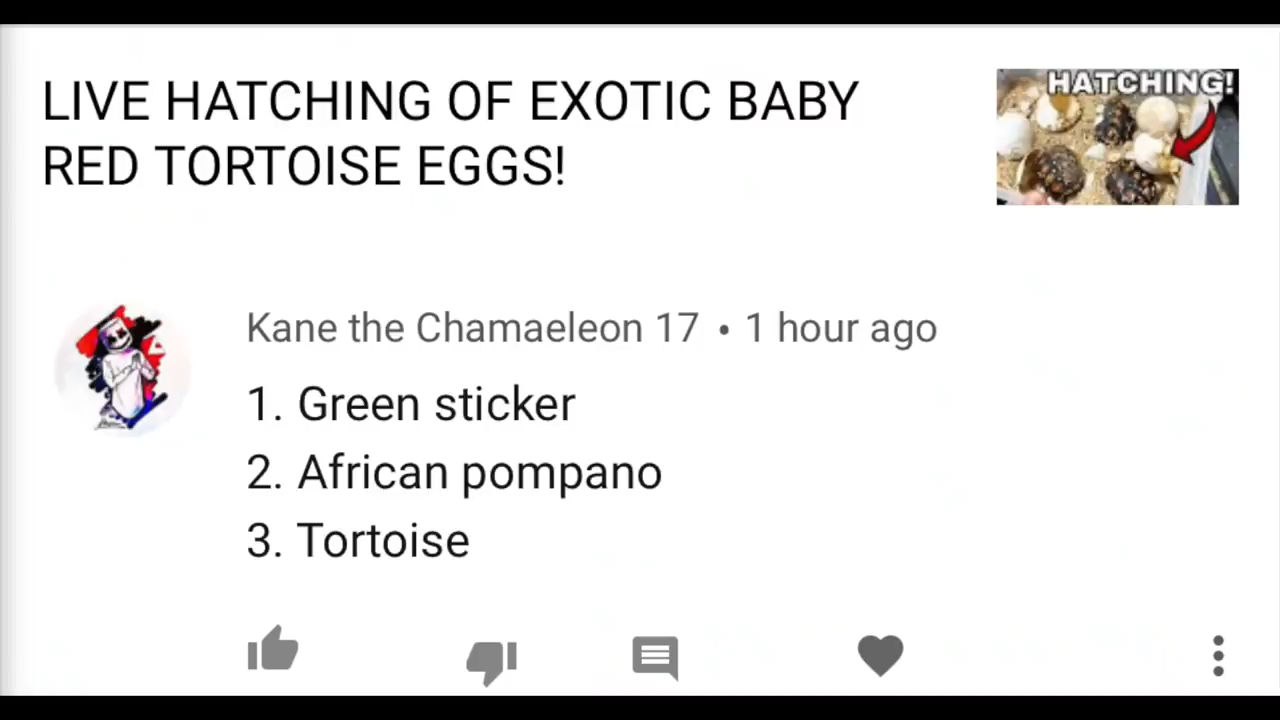 LIVE HATCHING OF EXOTIC BABY
RED TORTOISE EGGS!
HATCHING!
Kane the Chamaeleon 17 • 1 hour ago
1. Green sticker
2. African pompano
3. Tortoise